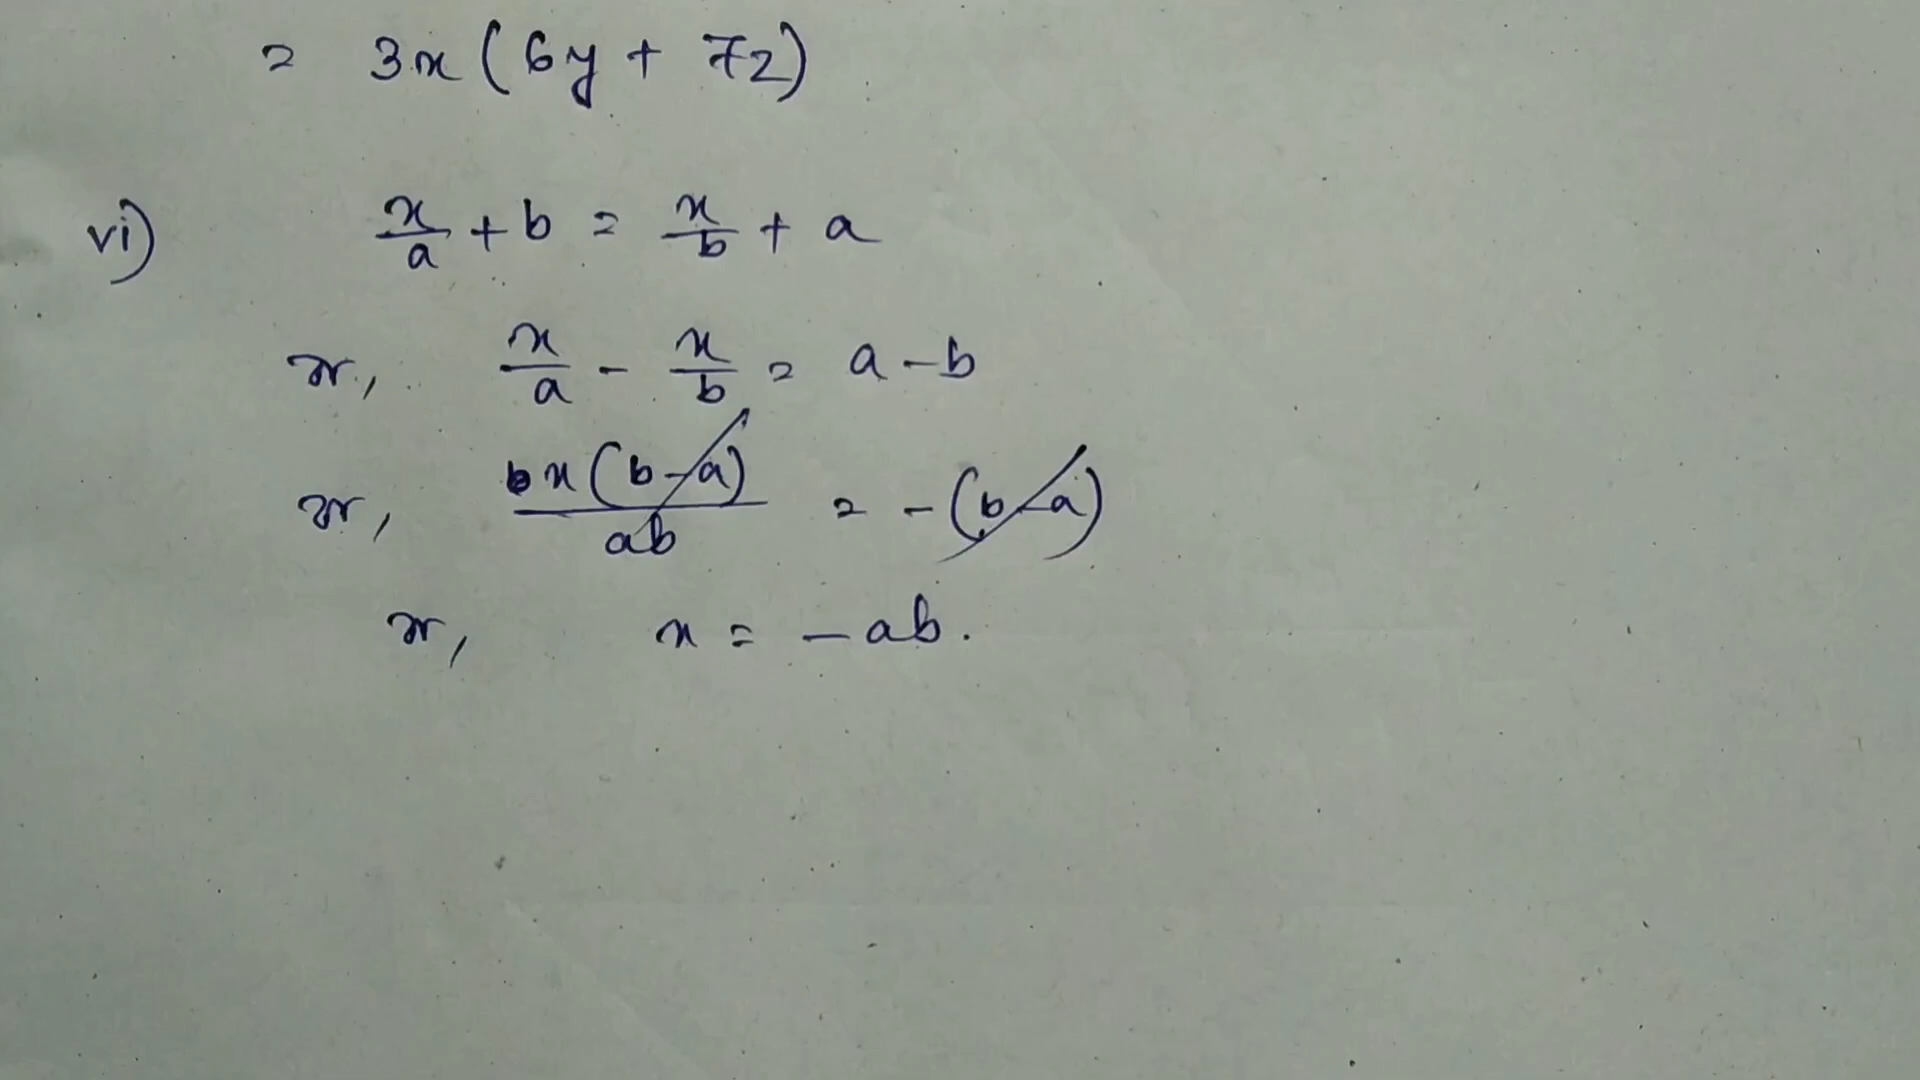 = 3x (6y + 7z)
vi) x/a + b = x/b + a
or, x/a - x/b = a - b
or, x(b-a)/ab = -(b-a)
or, x = -ab.